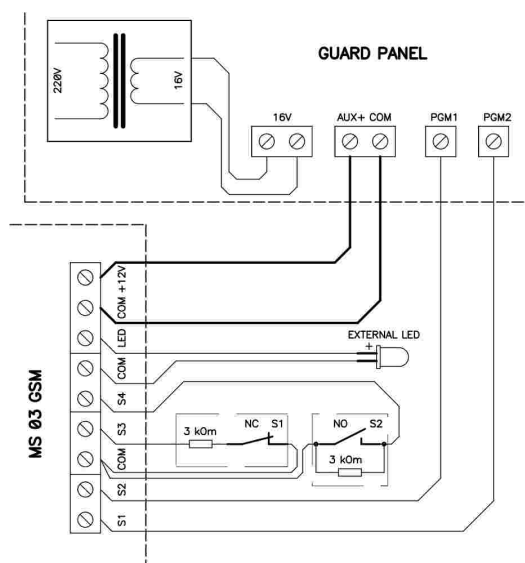 GUARD PANEL
220V
16V
16V
AUX+ COM
PGM1
PGM2
MS 03 GSM
COM +12V
LED
COM
S4
S3
COM
S2
S1
EXTERNAL LED
+
NC S1
3 kOm
NO S2
3 kOm